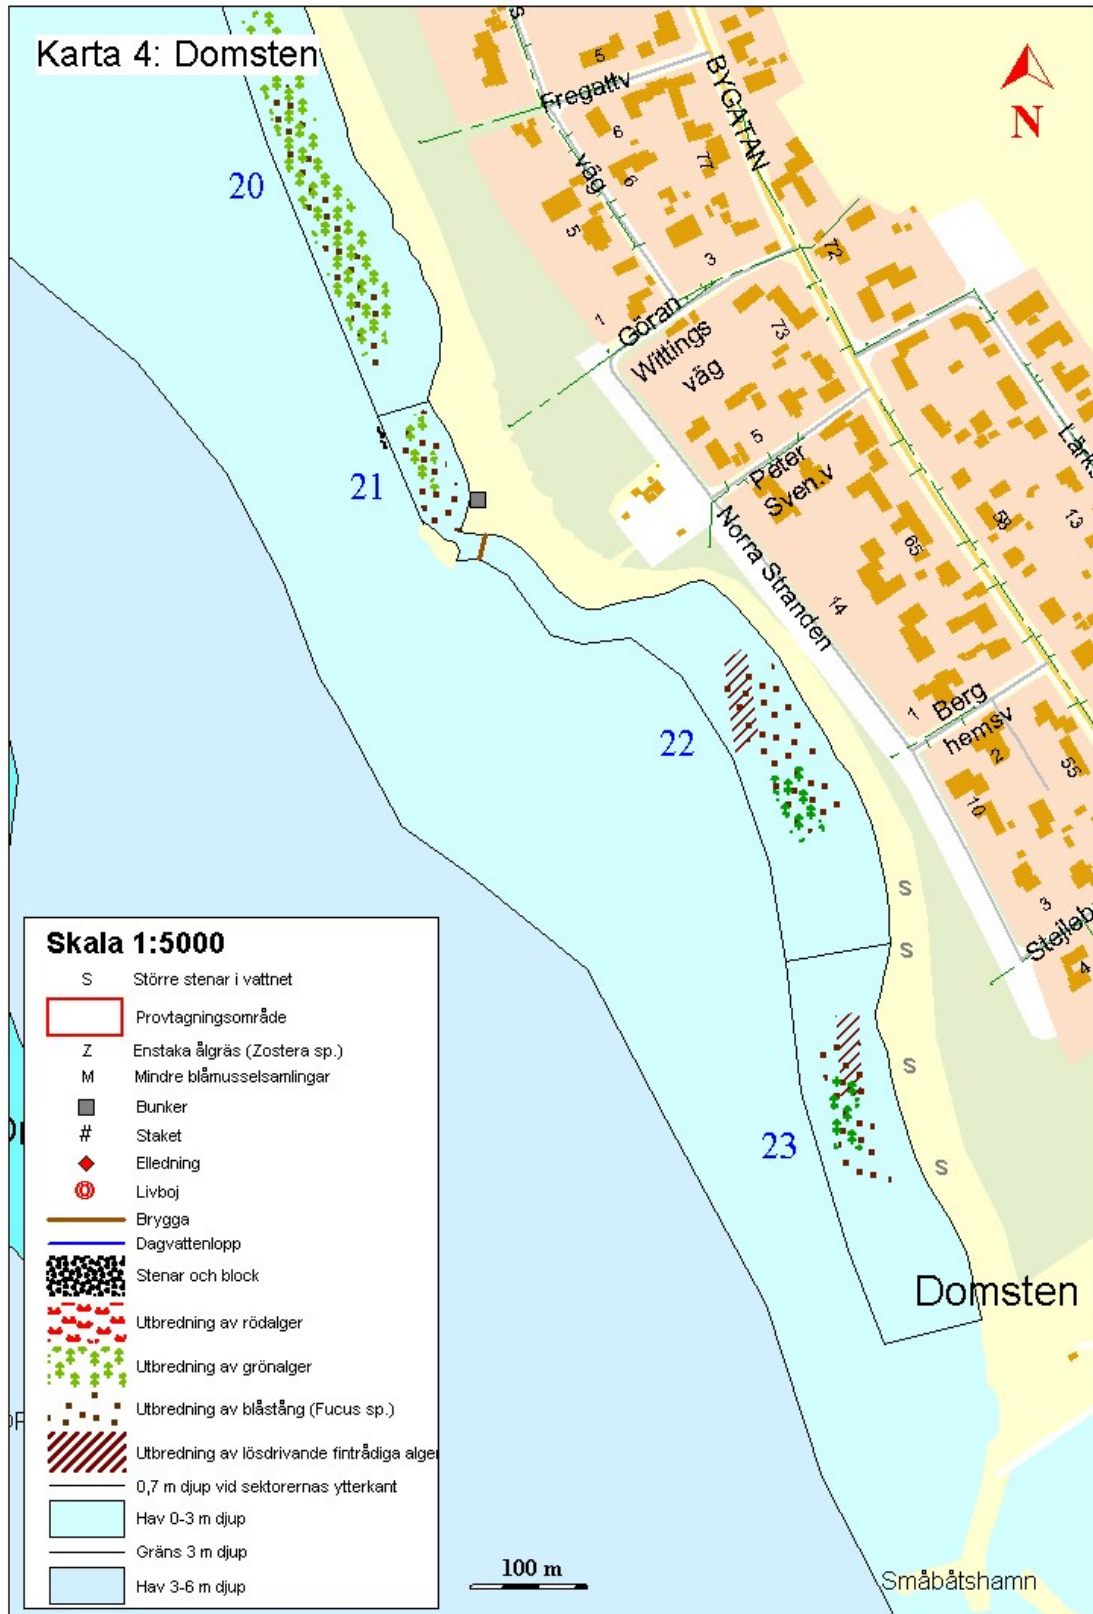 Karta 4: Domsten
S
5
Fregattv
BYGATAN
N
6
77
väg
6
20
5
72
3
1
Göran
Wittings
väg
73
Lärks
21
5
Peter
Sven.v
58
13
65
Norra Stranden
14
22
1
Berg
hemsv
2
55
10
S
3
Stejleb
S
4
S
23
S
Domsten
Skala 1:5000
S Större stenar i vattnet
Provtagningsområde
Z Enstaka ålgräs (Zostera sp.)
M Mindre blåmusselsamlingar
Bunker
# Staket
Elledning
Livboj
Brygga
Dagvattenlopp
Stenar och block
Utbredning av rödalger
Utbredning av grönalger
Utbredning av blåstång (Fucus sp.)
Utbredning av lösdrivande fintrådiga alger
0,7 m djup vid sektorernas ytterkant
Hav 0-3 m djup
Gräns 3 m djup
Hav 3-6 m djup
100 m
Småbåtshamn